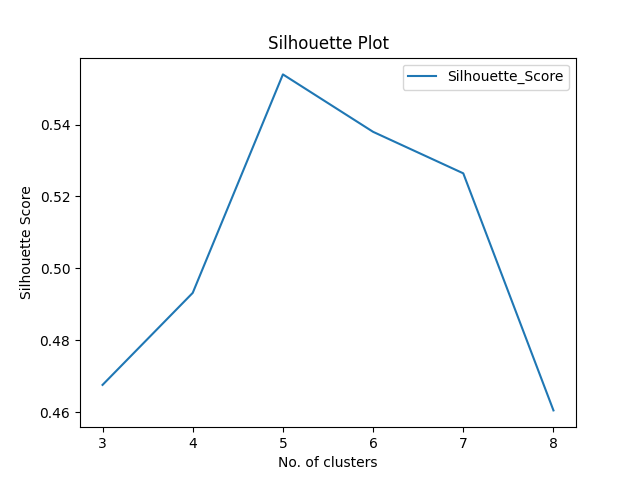 Silhouette Plot
Silhouette_Score
Silhouette Score
0.54
0.52
0.50
0.48
0.46
3 4 5 6 7 8
No. of clusters